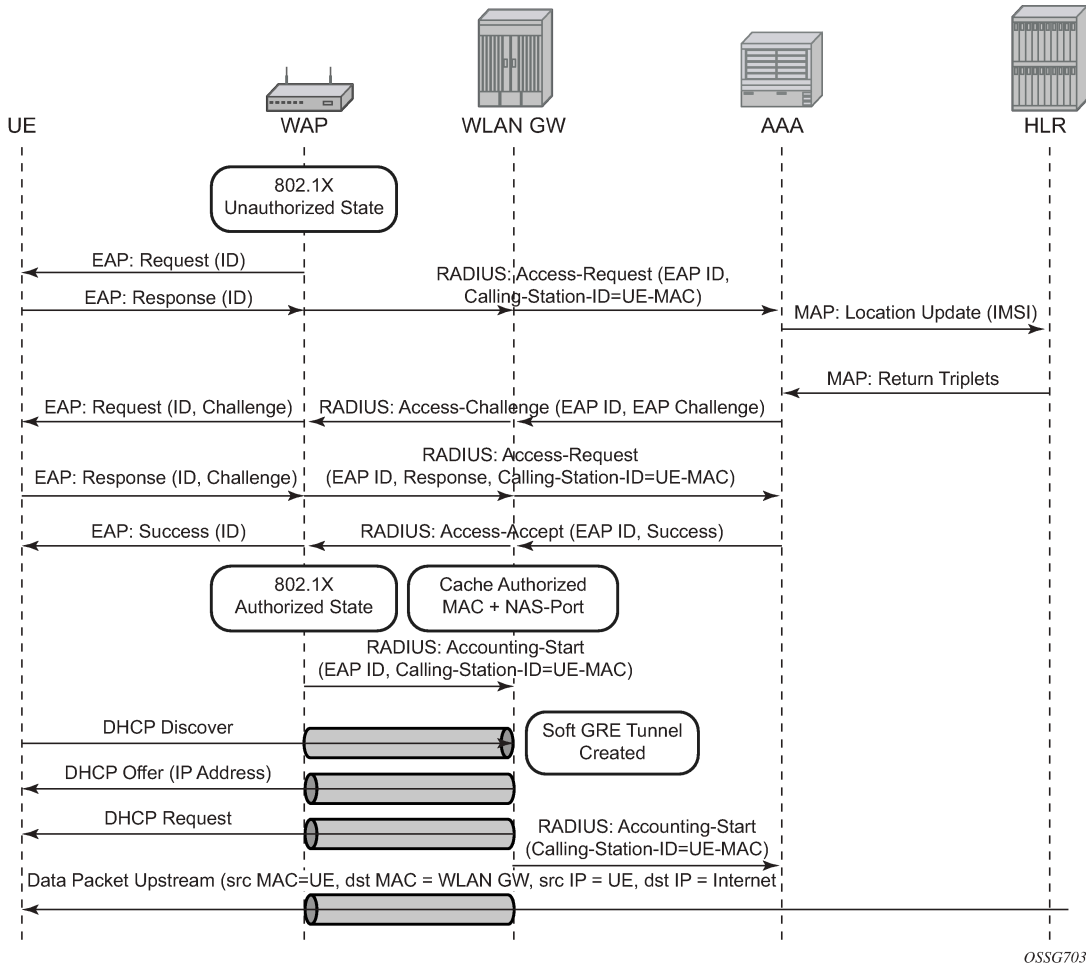 UE
WAP
WLAN GW
AAA
HLR
802.1X
Unauthorized State
EAP: Request (ID)
RADIUS: Access-Request (EAP ID,
Calling-Station-ID=UE-MAC)
EAP: Response (ID)
MAP: Location Update (IMSI)
MAP: Return Triplets
EAP: Request (ID, Challenge)
RADIUS: Access-Challenge (EAP ID, EAP Challenge)
RADIUS: Access-Request
(EAP ID, Response, Calling-Station-ID=UE-MAC)
EAP: Response (ID, Challenge)
EAP: Success (ID)
RADIUS: Access-Accept (EAP ID, Success)
802.1X
Authorized State
Cache Authorized
MAC + NAS-Port
RADIUS: Accounting-Start
(EAP ID, Calling-Station-ID=UE-MAC)
DHCP Discover
Soft GRE Tunnel
Created
DHCP Offer (IP Address)
DHCP Request
RADIUS: Accounting-Start
(Calling-Station-ID=UE-MAC)
Data Packet Upstream (src MAC=UE, dst MAC = WLAN GW, src IP = UE, dst IP = Internet
OSSG703